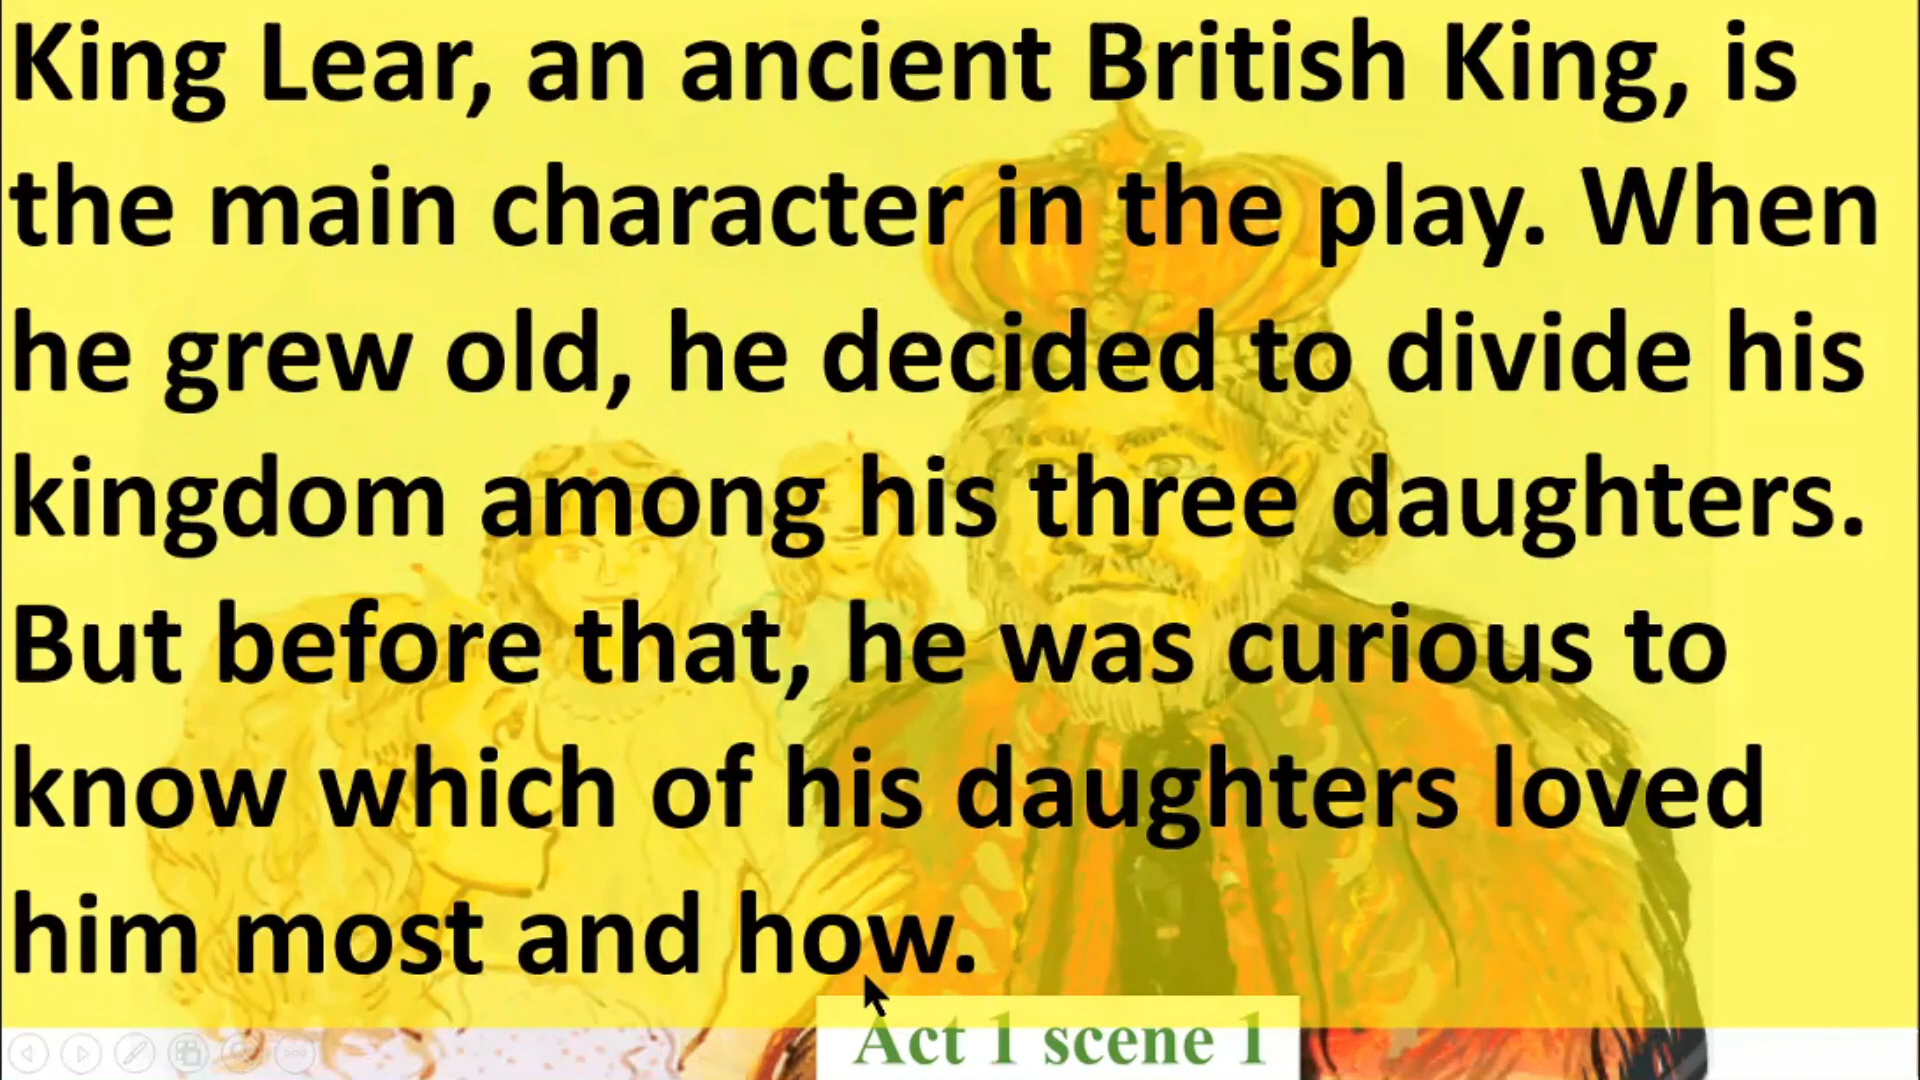 King Lear, an ancient British King, is
the main character in the play. When
he grew old, he decided to divide his
kingdom among his three daughters.
But before that, he was curious to
know which of his daughters loved
him most and how.
Act 1 scene 1